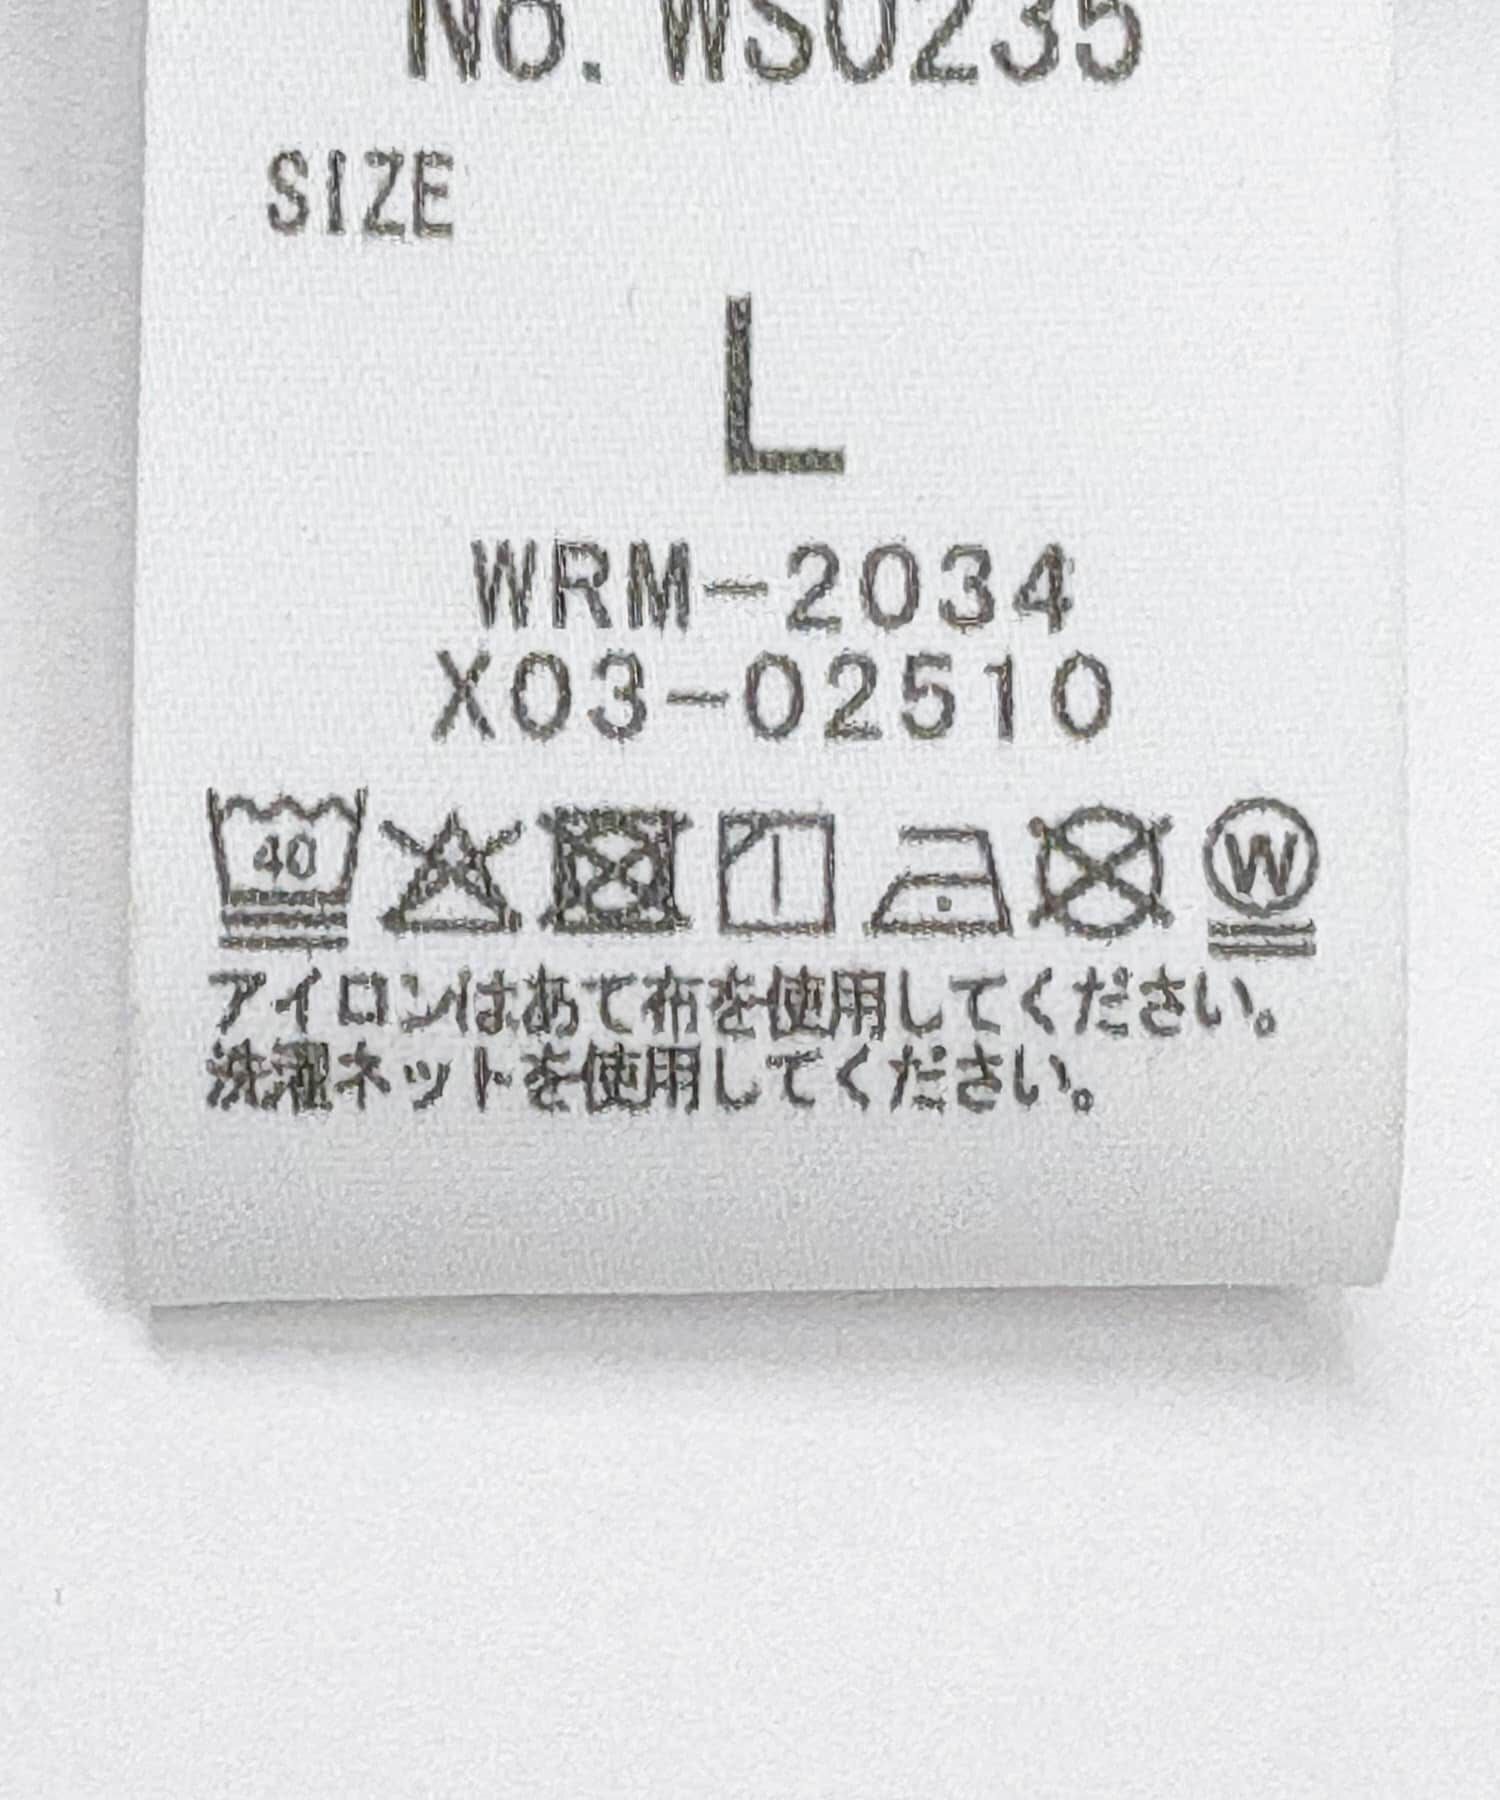 No. WS0235
SIZE
L
WRM-2034
X03-02510
40
W
アイロンはあて布を使用してください。
洗濯ネットを使用してください。